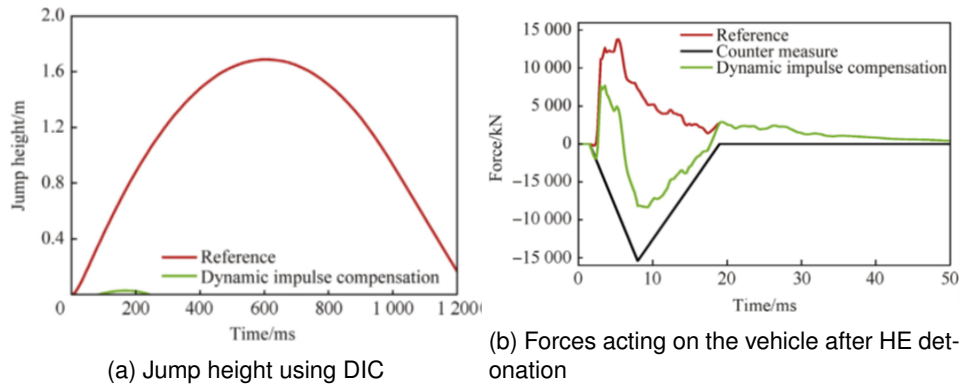 2.0
1.6
1.2
0.8
0.4
Jump height/m
Reference
Dynamic impulse compensation
200 400 600 800 1 000 1 200
Time/ms
(a) Jump height using DIC
15 000
10 000
5 000
0
−5 000
−10 000
−15 000
Force/kN
Reference
Counter measure
Dynamic impulse compensation
0 10 20 30 40 50
Time/ms
(b) Forces acting on the vehicle after HE det-
onation